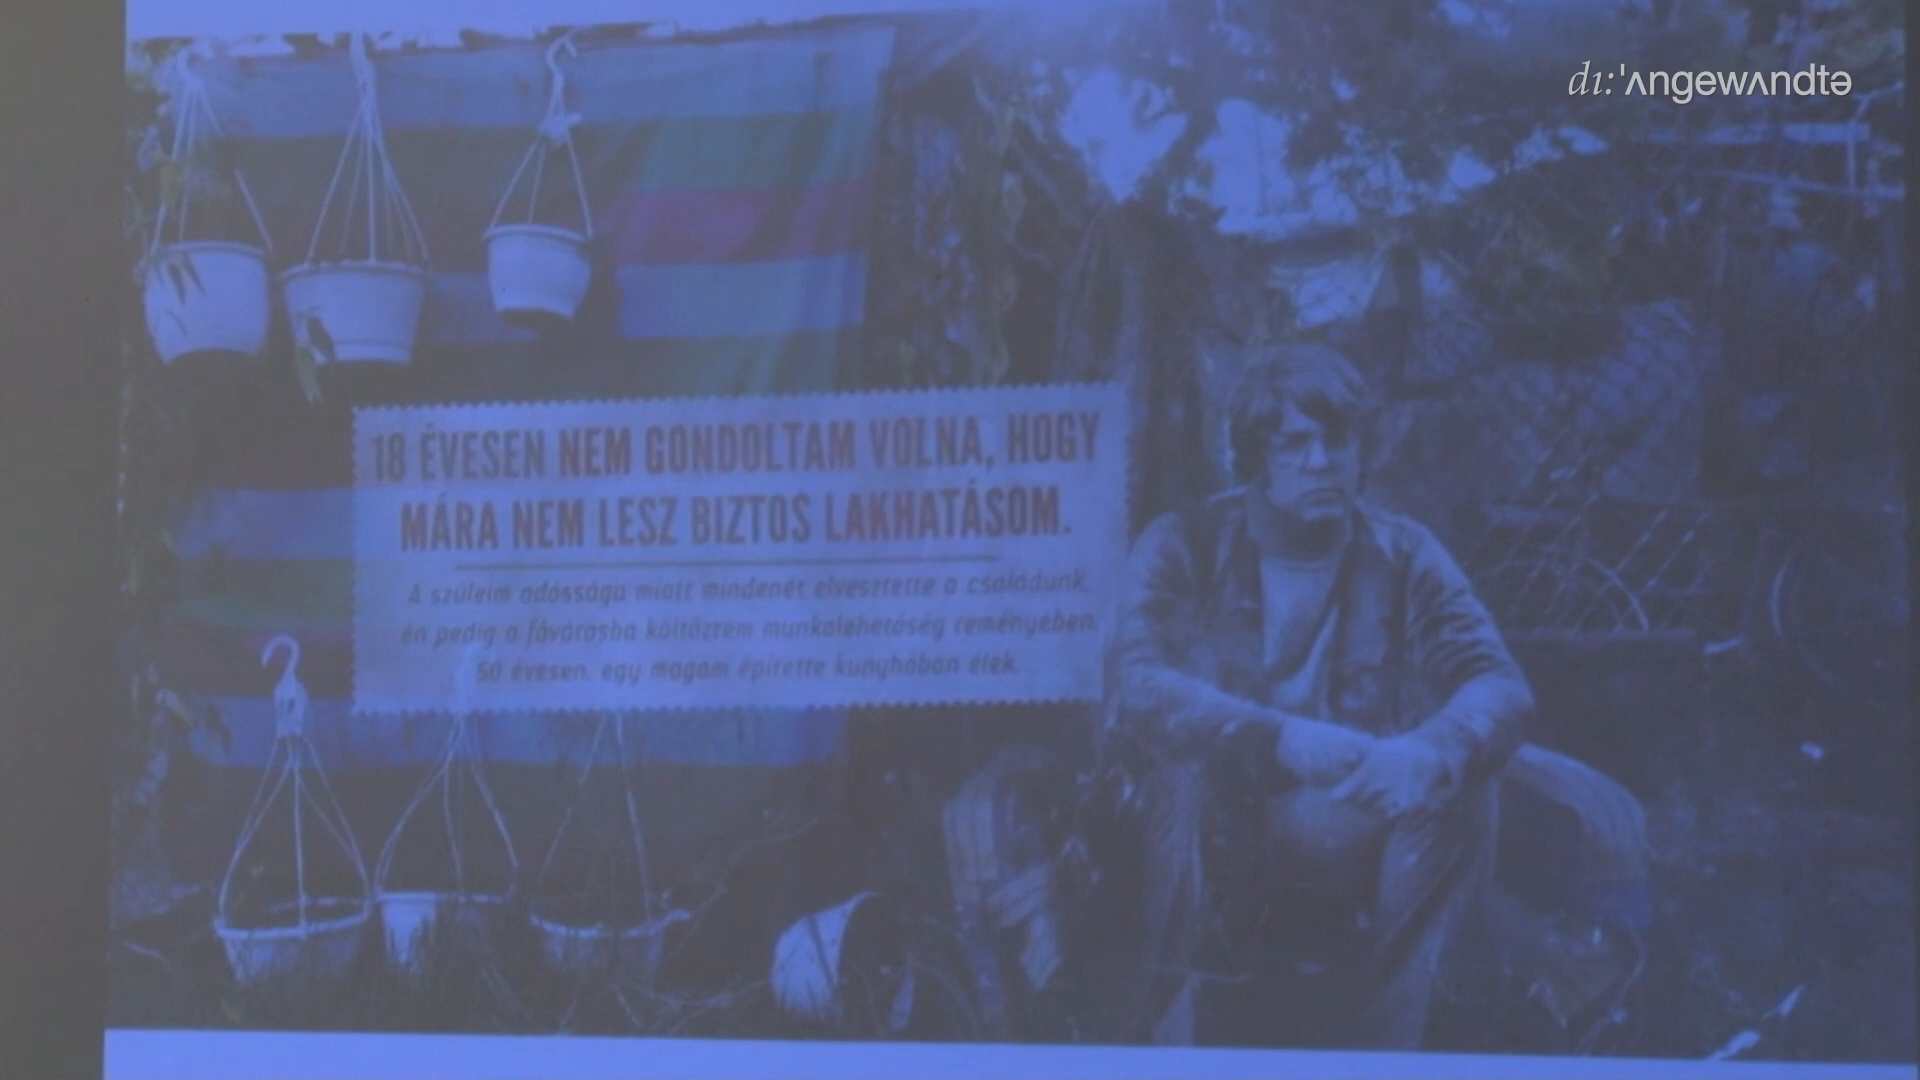 dı:'ʌngewʌndtə
18 ÉVESEN NEM GONDOLTAM VOLNA, HOGY
MÁRA NEM LESZ BIZTOS LAKHATÁSOM.
A szüleim adóssága miatt mindenét elvesztette a családunk,
én pedig a fővárosba költöztem munkalehetőség reményében.
50 évesen, egy magam építette kunyhóban élek.